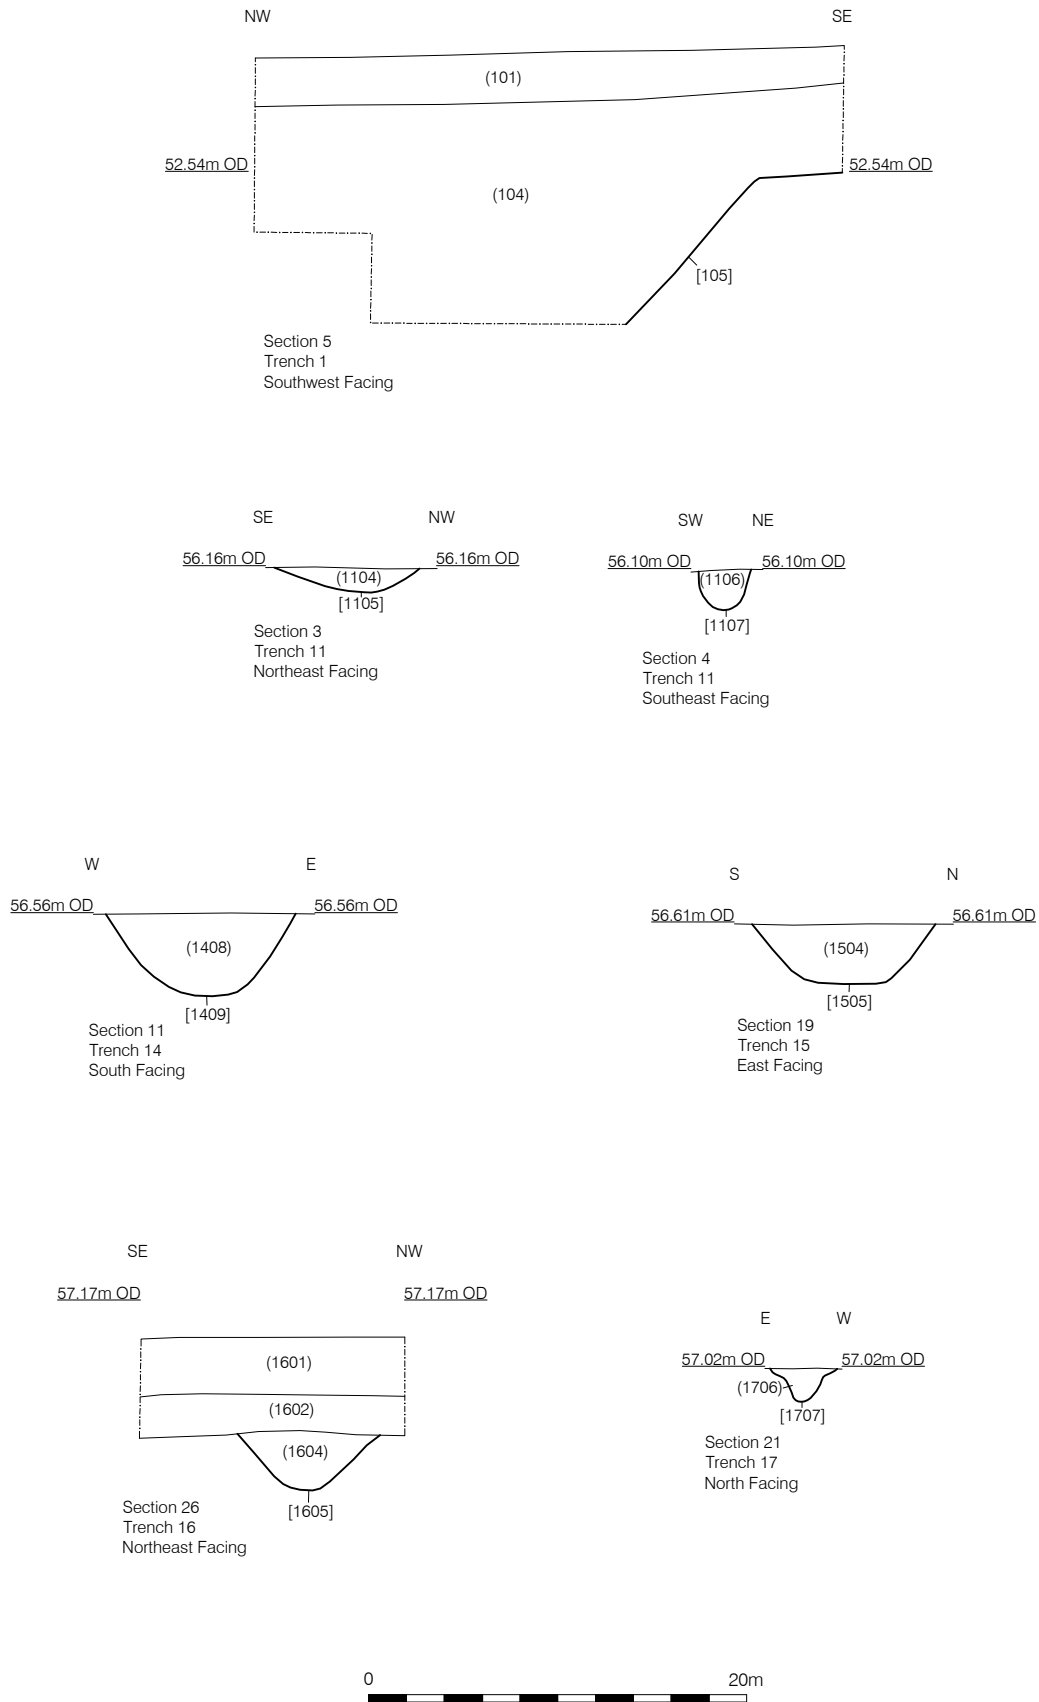 NW SE
(101)
52.54m OD 52.54m OD
(104)
[105]
Section 5
Trench 1
Southwest Facing
SE NW
56.16m OD 56.16m OD
(1104)
[1105]
Section 3
Trench 11
Northeast Facing
SW NE
56.10m OD 56.10m OD
(1106)
[1107]
Section 4
Trench 11
Southeast Facing
W E
56.56m OD 56.56m OD
(1408)
[1409]
Section 11
Trench 14
South Facing
S N
56.61m OD 56.61m OD
(1504)
[1505]
Section 19
Trench 15
East Facing
SE NW
57.17m OD 57.17m OD
(1601)
(1602)
(1604)
[1605]
Section 26
Trench 16
Northeast Facing
E W
57.02m OD 57.02m OD
(1706)
[1707]
Section 21
Trench 17
North Facing
0 20m